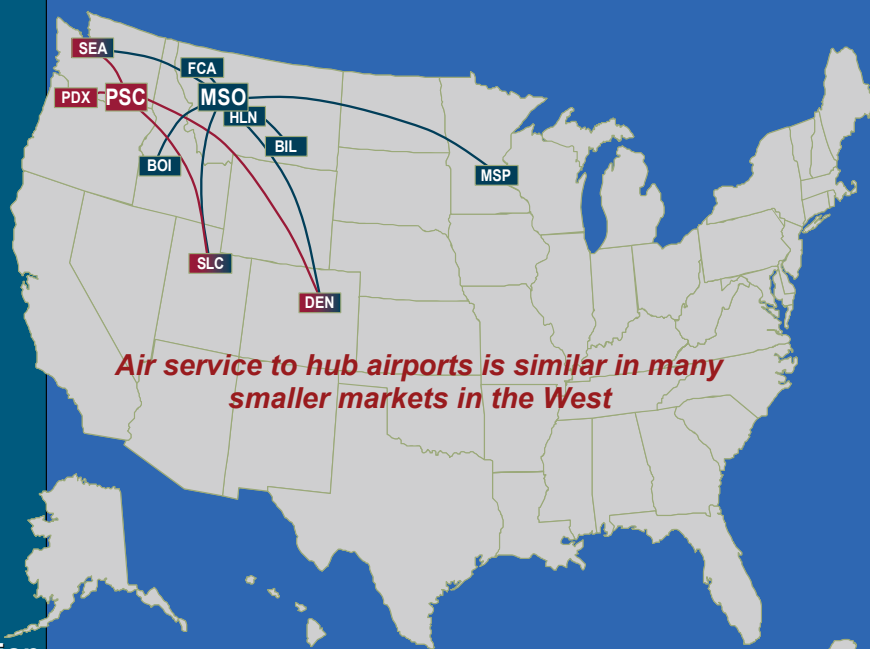 SEA
FCA
PDX
PSC
MSO
HLN
BIL
BOI
MSP
SLC
DEN
Air service to hub airports is similar in many
smaller markets in the West